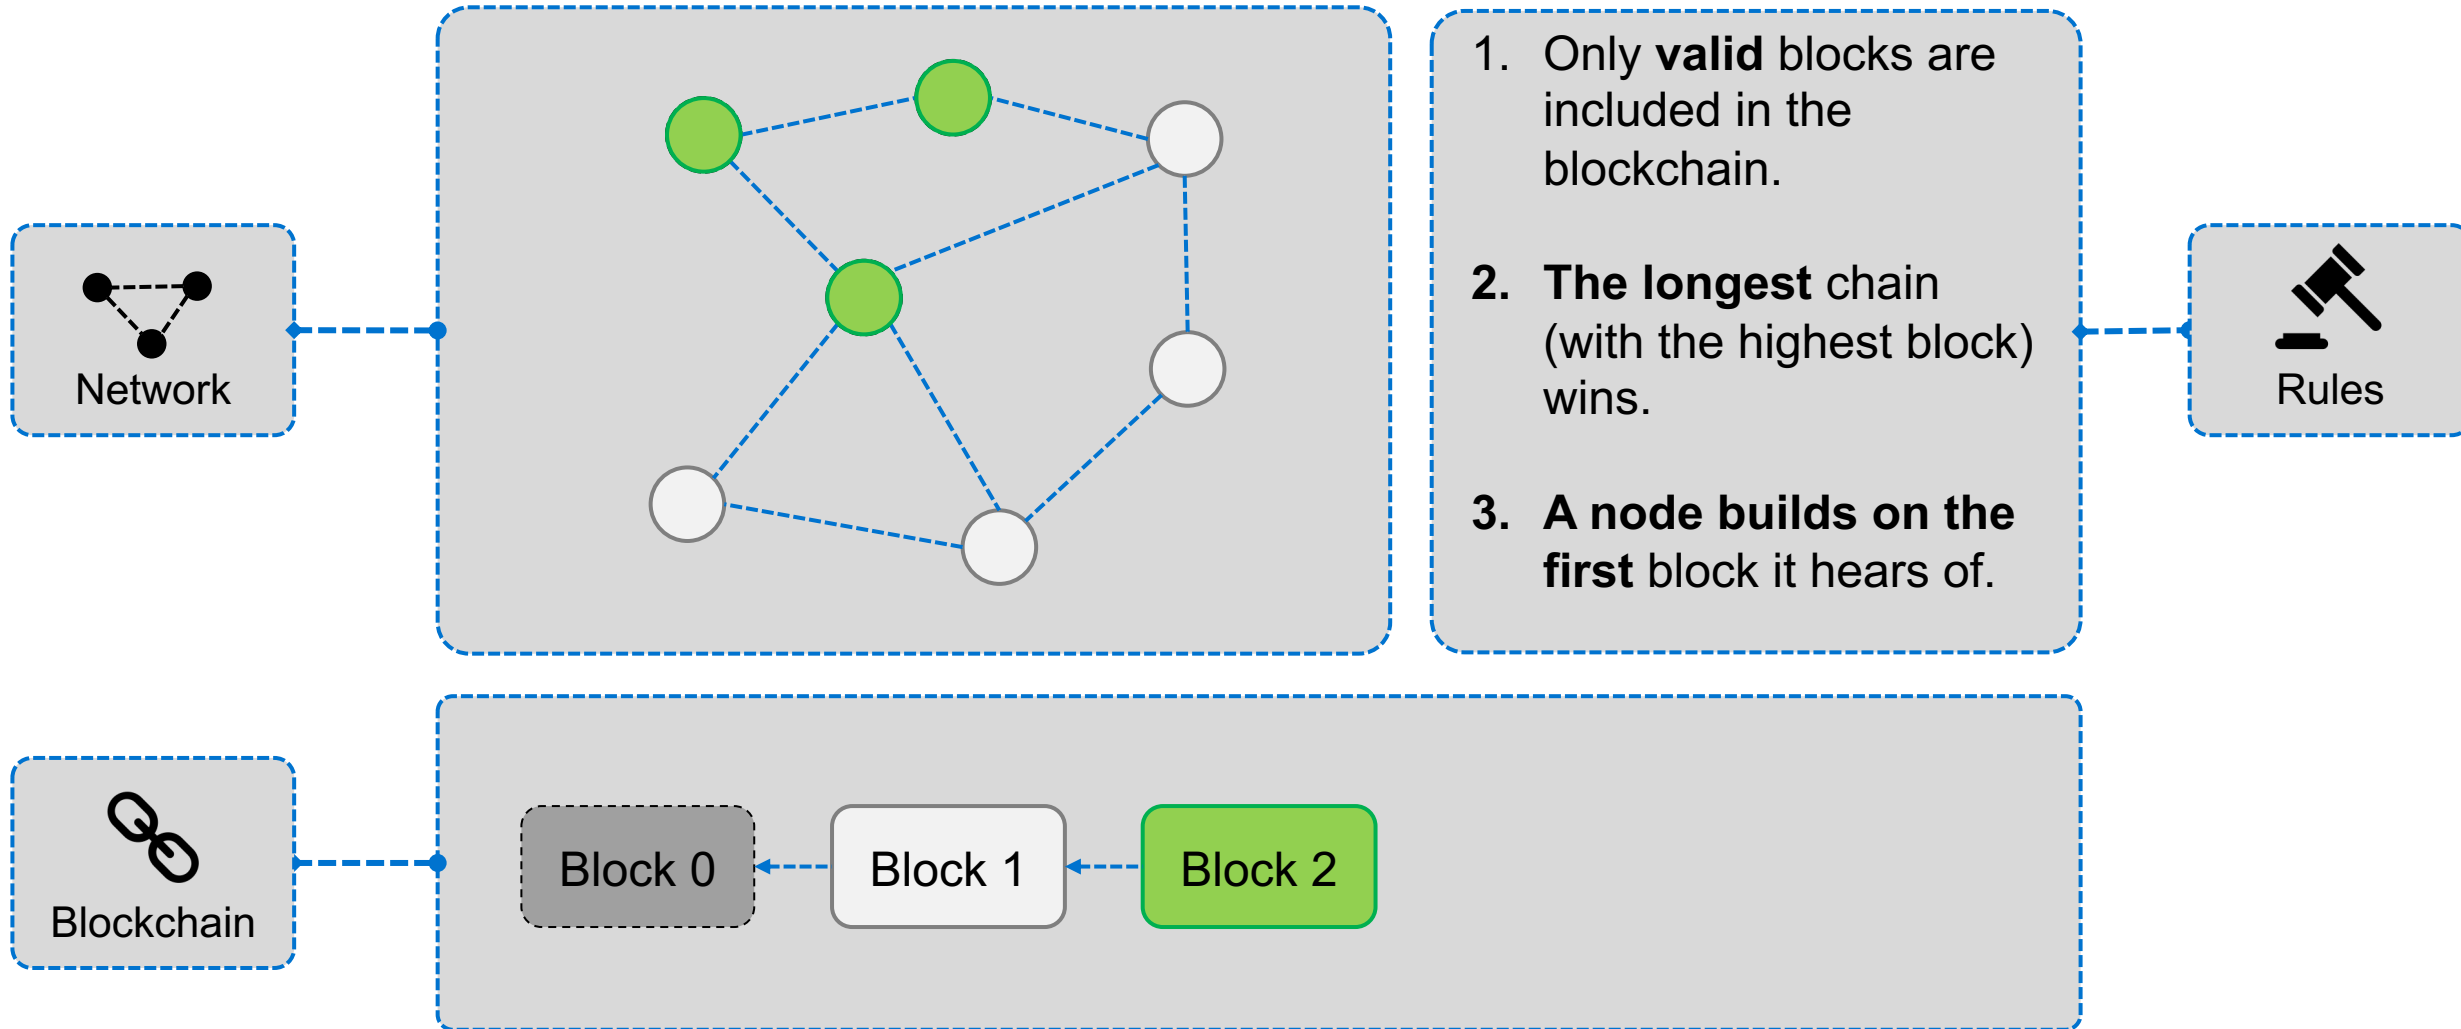 Network
1. Only valid blocks are
included in the
blockchain.
2. The longest chain
(with the highest block)
wins.
3. A node builds on the
first block it hears of.
Rules
Blockchain
Block 0
Block 1
Block 2